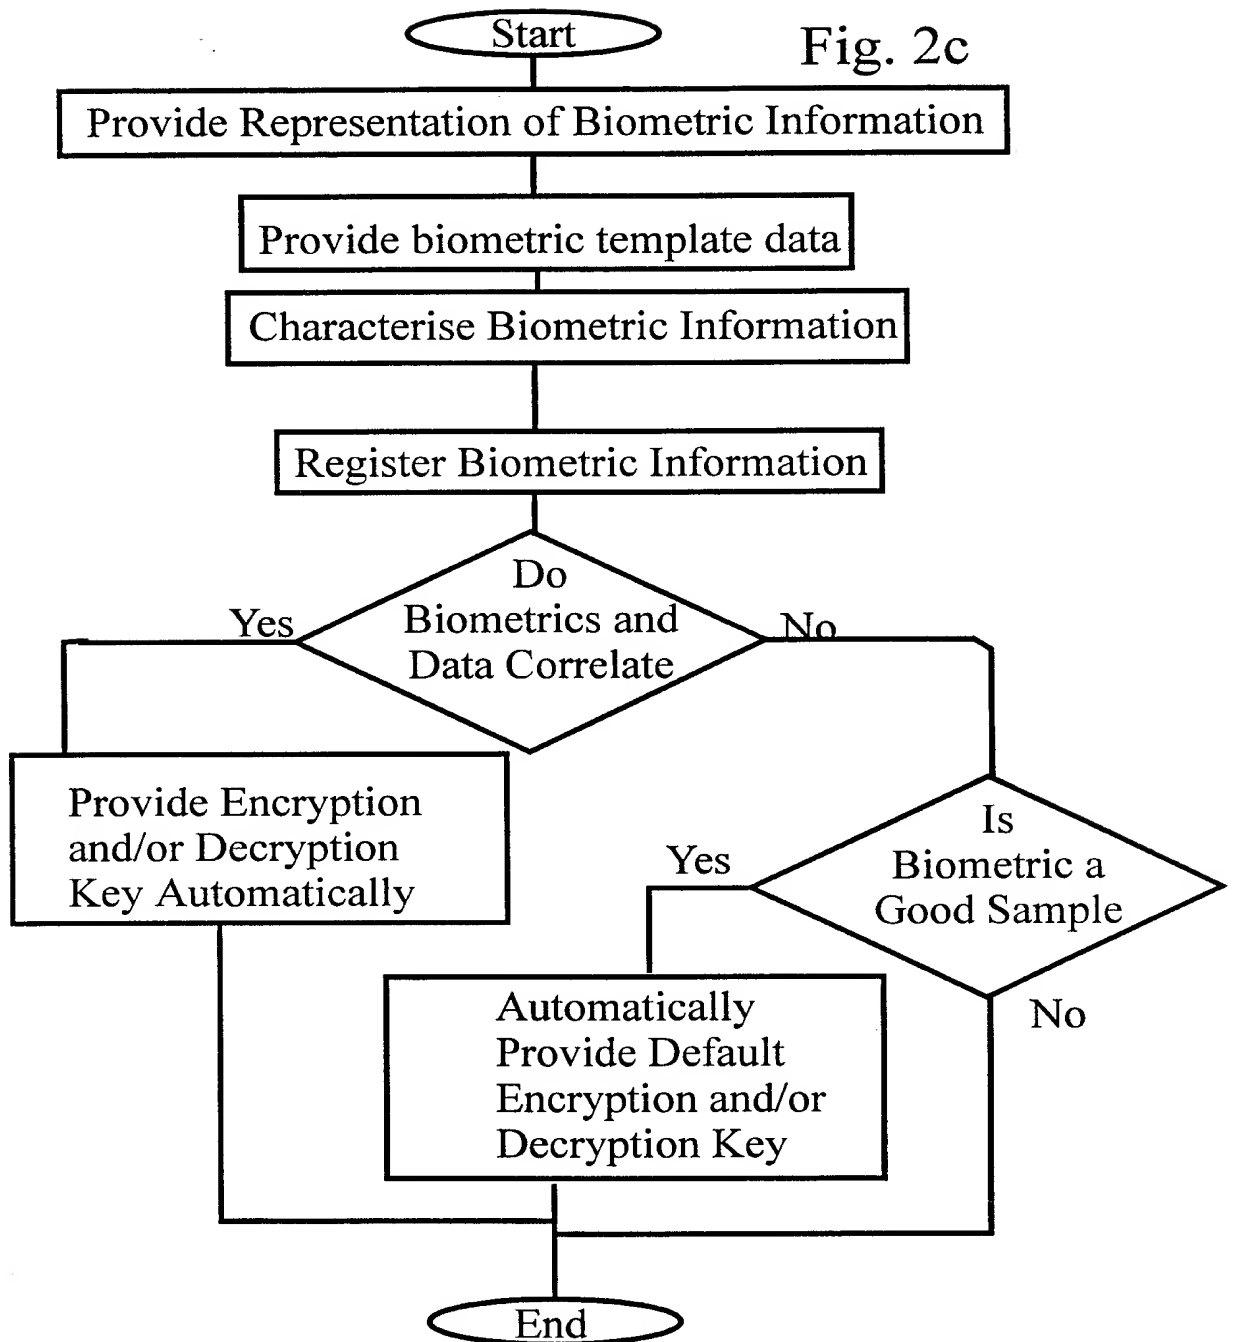 Start
Fig. 2c
Provide Representation of Biometric Information
Provide biometric template data
Characterise Biometric Information
Register Biometric Information
Do
Biometrics and
Data Correlate
Yes
No
Provide Encryption
and/or Decryption
Key Automatically
Is
Biometric a
Good Sample
Yes
No
Automatically
Provide Default
Encryption and/or
Decryption Key
End